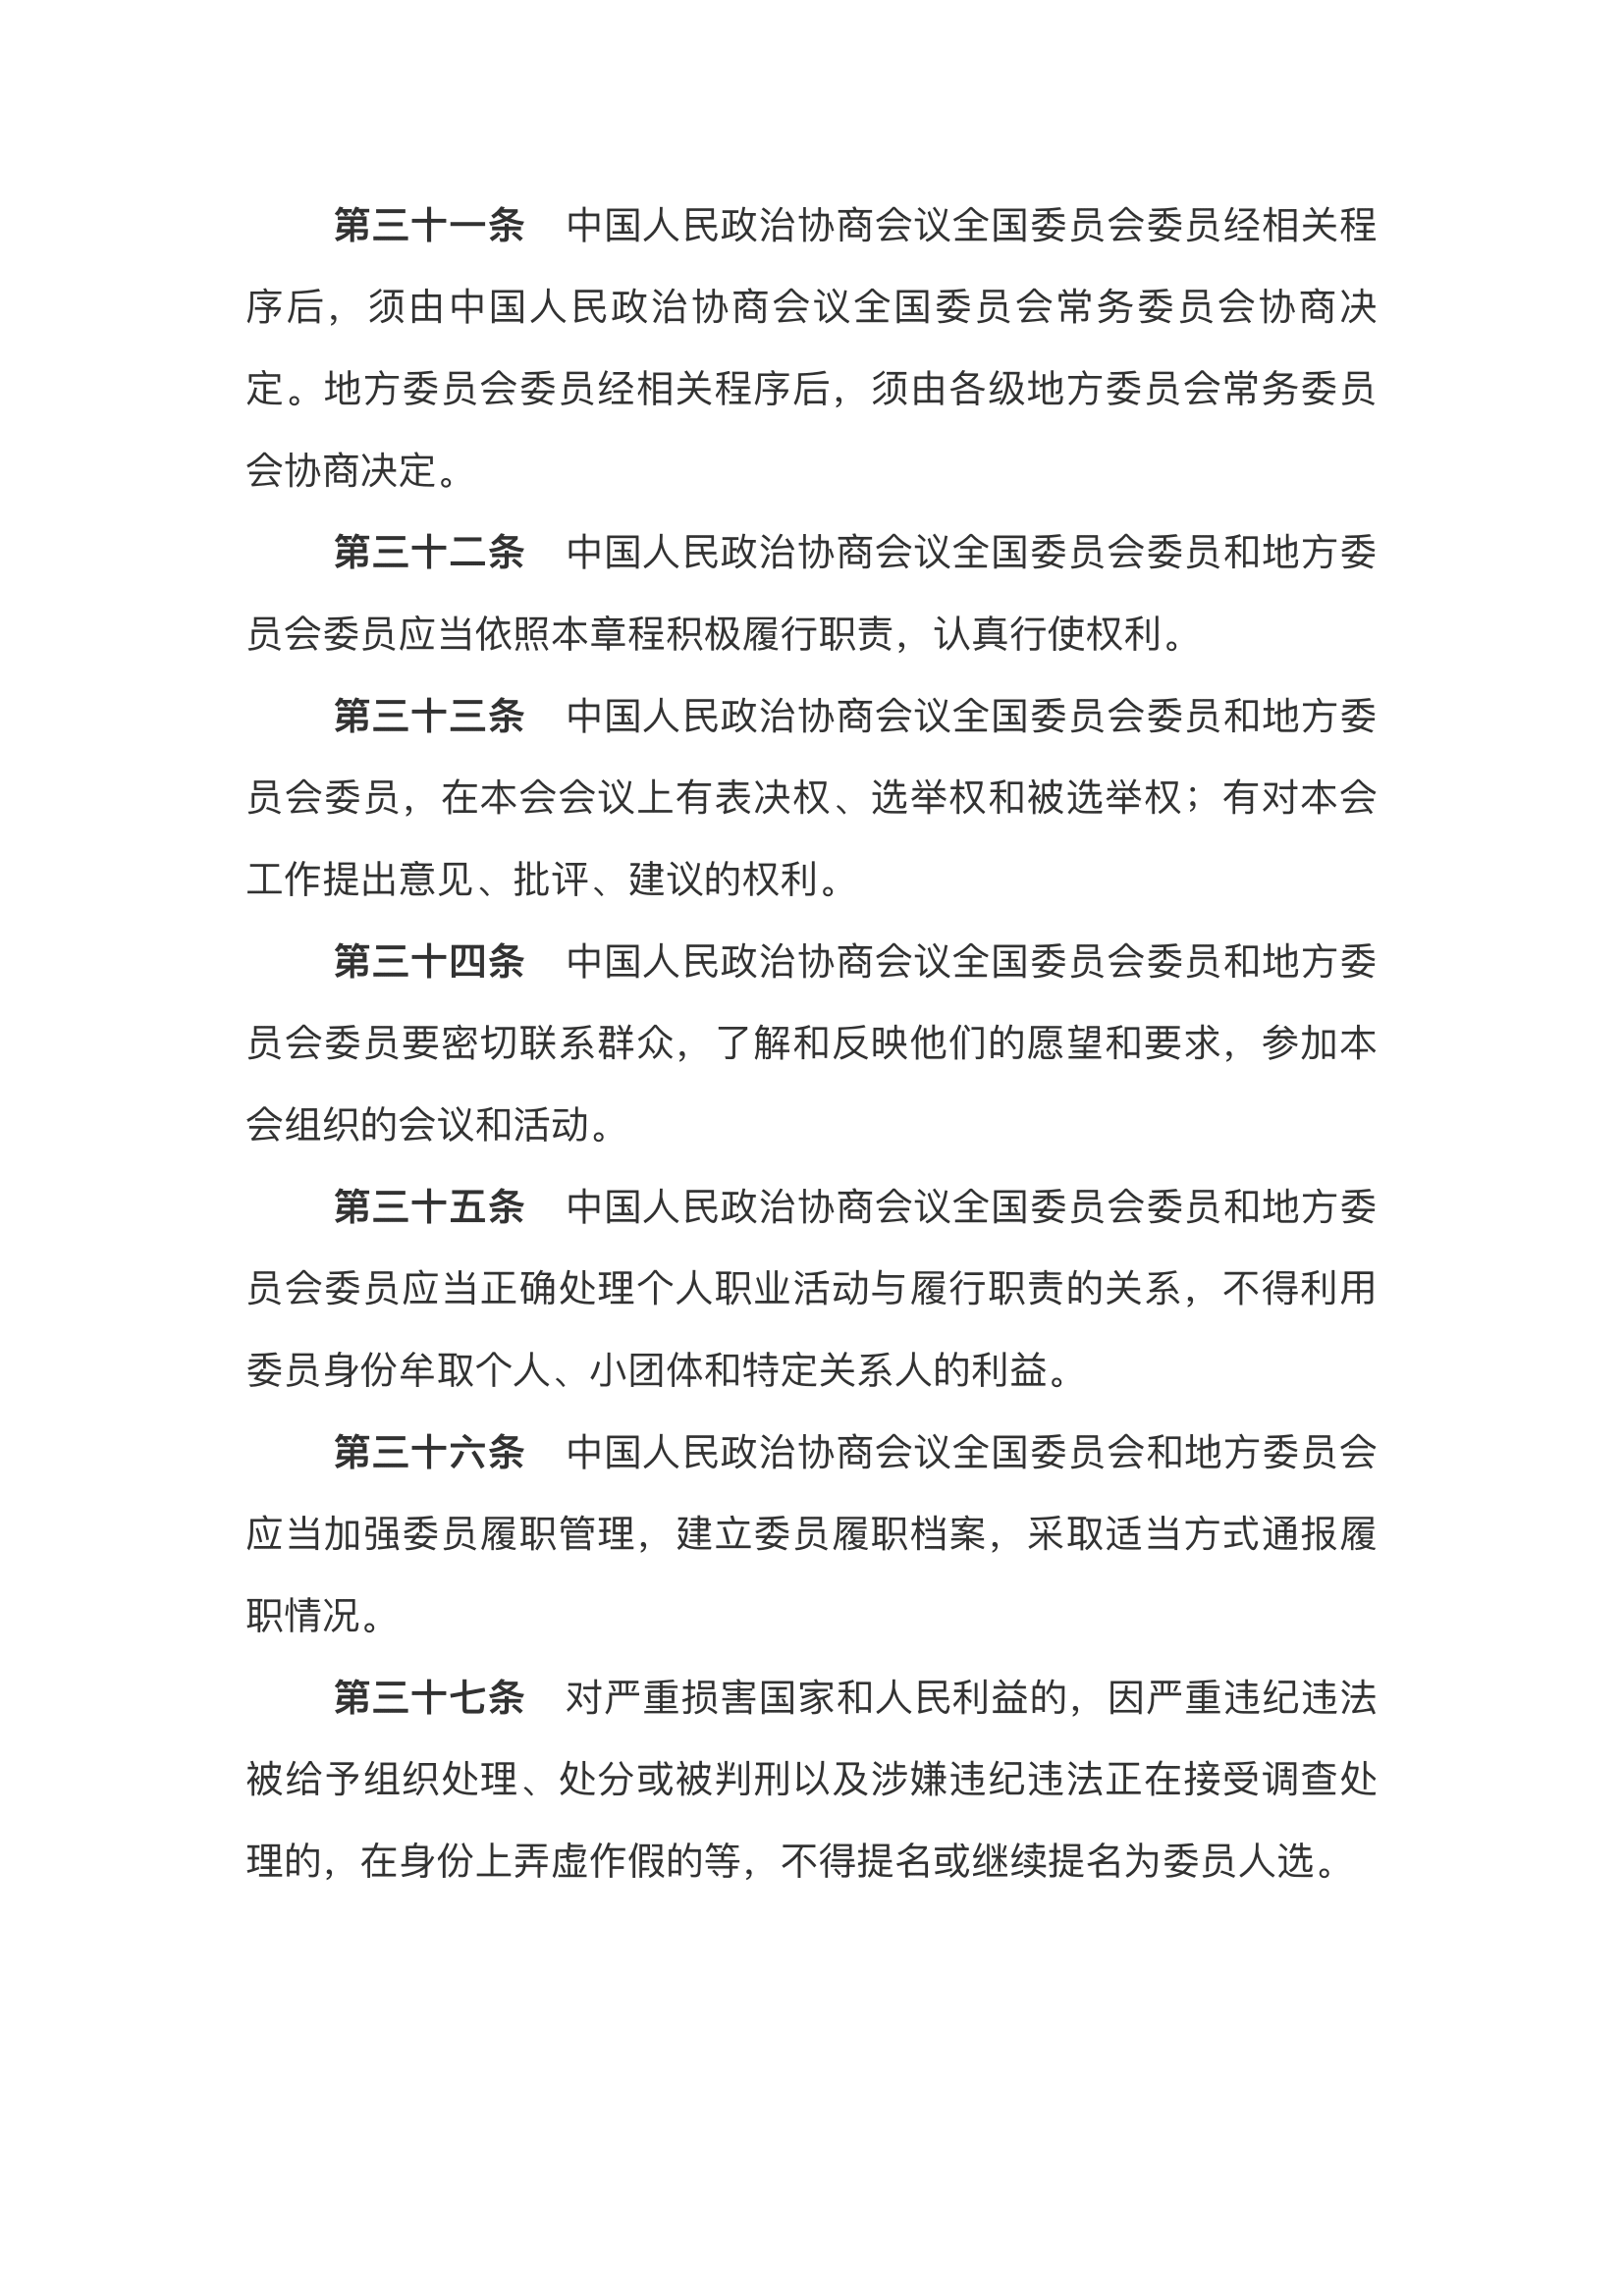 第三十一条　中国人民政治协商会议全国委员会委员经相关程
序后，须由中国人民政治协商会议全国委员会常务委员会协商决
定。地方委员会委员经相关程序后，须由各级地方委员会常务委员
会协商决定。
第三十二条　中国人民政治协商会议全国委员会委员和地方委
员会委员应当依照本章程积极履行职责，认真行使权利。
第三十三条　中国人民政治协商会议全国委员会委员和地方委
员会委员，在本会会议上有表决权、选举权和被选举权；有对本会
工作提出意见、批评、建议的权利。
第三十四条　中国人民政治协商会议全国委员会委员和地方委
员会委员要密切联系群众，了解和反映他们的愿望和要求，参加本
会组织的会议和活动。
第三十五条　中国人民政治协商会议全国委员会委员和地方委
员会委员应当正确处理个人职业活动与履行职责的关系，不得利用
委员身份牟取个人、小团体和特定关系人的利益。
第三十六条　中国人民政治协商会议全国委员会和地方委员会
应当加强委员履职管理，建立委员履职档案，采取适当方式通报履
职情况。
第三十七条　对严重损害国家和人民利益的，因严重违纪违法
被给予组织处理、处分或被判刑以及涉嫌违纪违法正在接受调查处
理的，在身份上弄虚作假的等，不得提名或继续提名为委员人选。